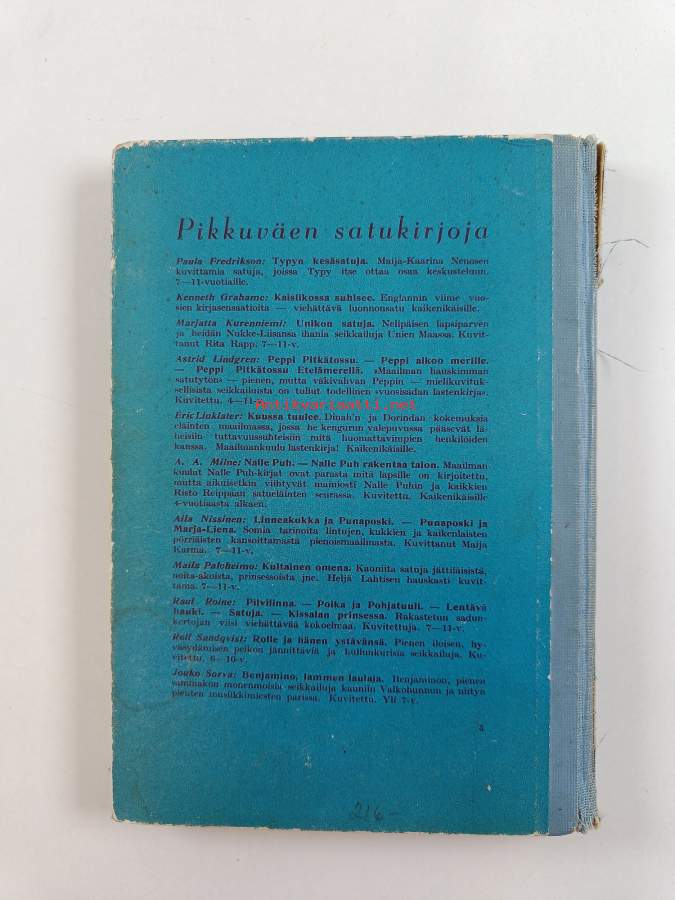 Pikkuväen satukirjoja
Paula Fredrikson: Typyn kesäsatuja. Maija-Kaarina Nenosen
kuvittamia satuja, joissa Typy itse ottaa osaa keskusteluun.
7—11-vuotiaille.
Kenneth Grahame: Kaislikossa suhisee. Englannin viime vuo-
sien kirjasensaatioita — viehättävä luonnonsatu kaikenikäisille.
Marjatta Kurenniemi: Unikon satuja. Nelipäisen lapsiparven
ja heidän Nukke-Liisansa ihania seikkailuja Unien Maassa. Kuvit-
tanut Rita Rapp. 7—11-v.
Astrid Lindgren: Peppi Pitkätossu. — Peppi aikoo merille.
— Peppi Pitkätossu Etelämerellä. »Maailman hauskimman
satutytön» — pienen, mutta väkivahvan Pepin — mielikuvituk-
sellisista seikkailuista on tullut todellinen »vuosisadan lastenkirja».
Kuvitettu. 4—11-v.
antikvariaatti.net
Eric Linklater: Kuussa tuulee. Dinah'n ja Dorindan kokemuksia
eläinten maailmassa, jossa he kengurun valepuvussa pääsevät lä-
heisiin tuttavuussuhteisiin mitä huomattavimpien henkilöiden
kanssa. Maailmankuulu lastenkirja! Kaikenikäisille.
A. A. Milne: Nalle Puh. — Nalle Puh rakentaa talon. Maailman-
kuulut Nalle Puh-kirjat ovat parasta mitä lapsille on kirjoitettu,
mutta aikuisetkin viihtyvät mainiosti Nalle Puhin ja kaikkien
Risto Reippaan satueläinten seurassa. Kuvitettu. Kaikenikäisille
4-vuotiaasta alkaen.
Aila Nissinen: Linneakukka ja Punaposki. — Punaposki ja
Marja-Liena. Somia tarinoita lintujen, kukkien ja kaikenlaisten
pörriäisten kansoittamasta pienoismaailmasta. Kuvittanut Maija
Karma. 7—11-v.
Maila Paloheimo: Kultainen omena. Kauniita satuja jättiläisistä,
noita-akoista, prinsessoista jne. Heljä Lahtisen hauskasti kuvit-
tama. 7—11-v.
Raul Roine: Pilvilinna. — Poika ja Pohjatuuli. — Lentävä
hauki. — Satuja. — Kissalan prinsessa. Rakastetun sadun-
kertojan viisi viehättävää kokoelmaa. Kuvitettuja. 7—11-v.
Rolf Sandqvist: Rolle ja hänen ystävänsä. Pienen iloisen, hy-
väsydämisen peikon jännittäviä ja hullunkurisia seikkailuja. Ku-
vitettu. 6—10-v.
Jouko Sorva: Benjamino, lammen laulaja. Benjaminon, pienen
sammakon monenmoisia seikkailuja kauniin Valkohunnun ja niityn
pienten musiikkimiesten parissa. Kuvitettu. Yli 7-v.
216—